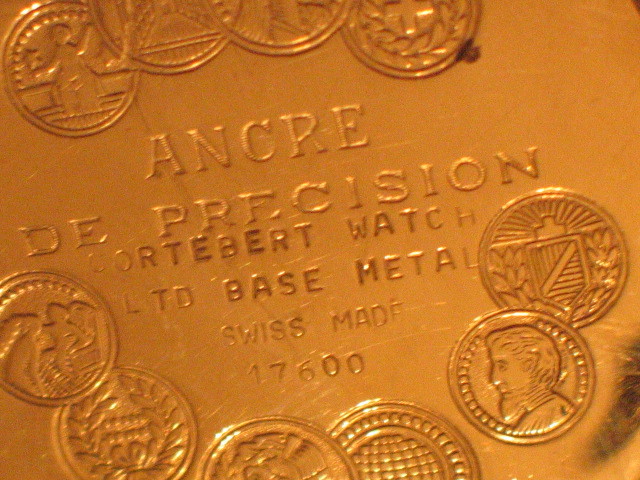 ANCRE
DE PRECISION
CORTEBERT WATCH
LTD BASE METAL
SWISS MADE
17600